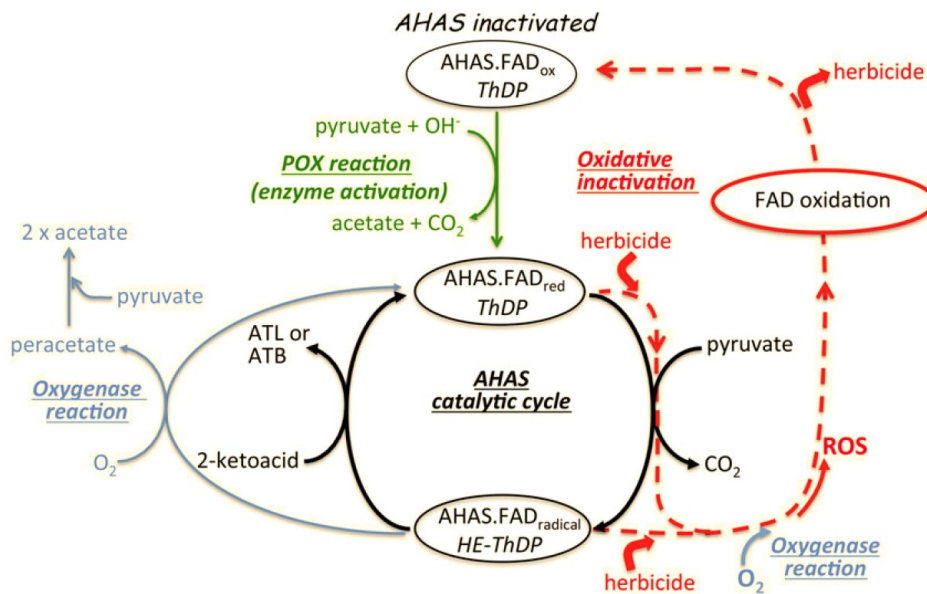 AHAS inactivated
AHAS.FADox
ThDP
herbicide
pyruvate + OH-
POX reaction
(enzyme activation)
acetate + CO2
Oxidative
inactivation
FAD oxidation
2 x acetate
herbicide
pyruvate
AHAS.FADred
ThDP
peracetate
ATL or
ATB
pyruvate
Oxygenase
reaction
AHAS
catalytic cycle
O2
2-ketoacid
CO2
ROS
AHAS.FADradical
HE-ThDP
herbicide
O2
Oxygenase
reaction